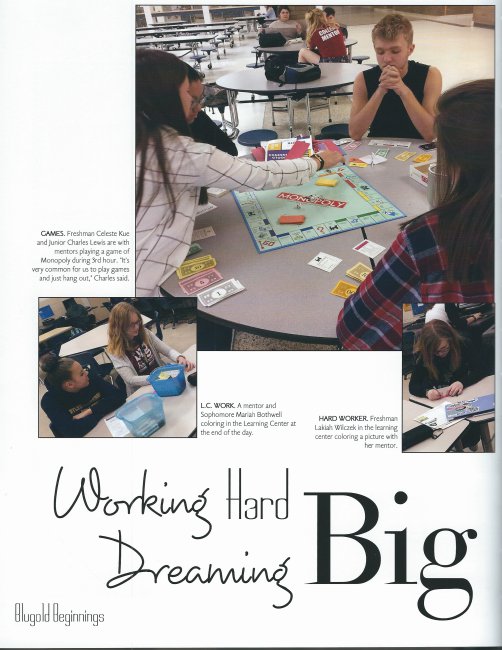 COLLEGE
MENTOR
MONOPOLY
GAMES. Freshman Celeste Kue
and Junior Charles Lewis are with
mentors playing a game of
Monopoly during 3rd hour. "It's
very common for us to play games
and just hang out," Charles said.
L.C. WORK. A mentor and
Sophomore Mariah Bothwell
coloring in the Learning Center at
the end of the day.
HARD WORKER. Freshman
Lakiah Wilczek in the learning
center coloring a picture with
her mentor.
Working Hard
Dreaming Big
Blugold Beginnings